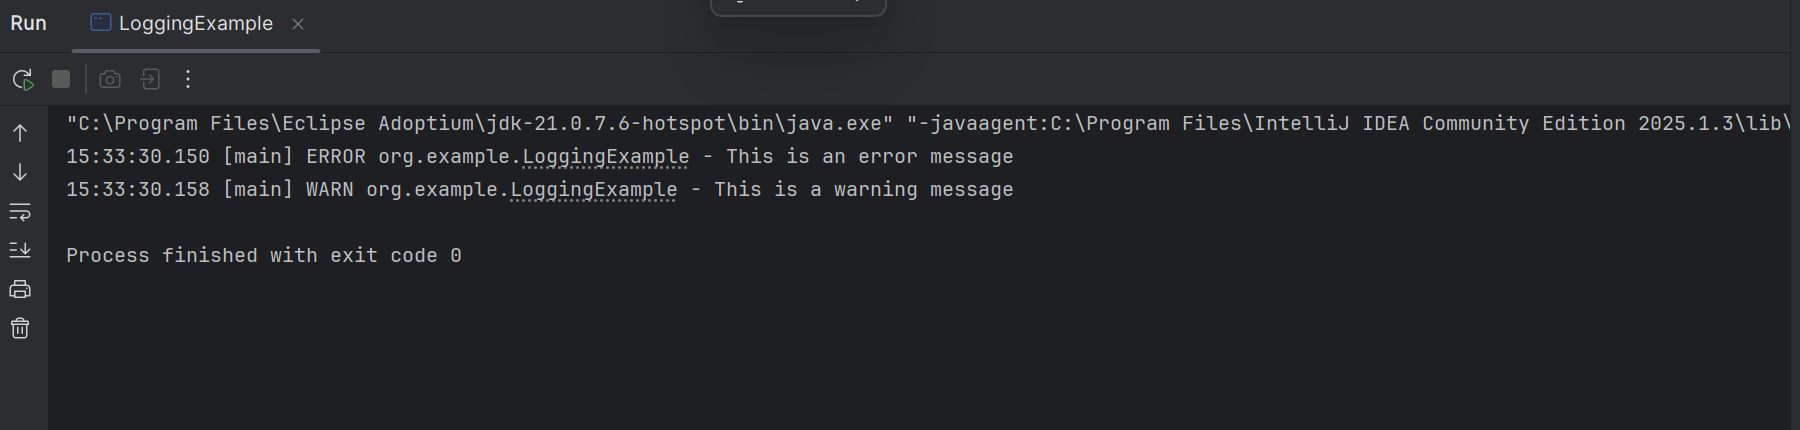 Run LoggingExample
"C:\Program Files\Eclipse Adoptium\jdk-21.0.7.6-hotspot\bin\java.exe" "-javaagent:C:\Program Files\IntelliJ IDEA Community Edition 2025.1.3\lib\
15:33:30.150 [main] ERROR org.example.LoggingExample - This is an error message
15:33:30.158 [main] WARN org.example.LoggingExample - This is a warning message
Process finished with exit code 0